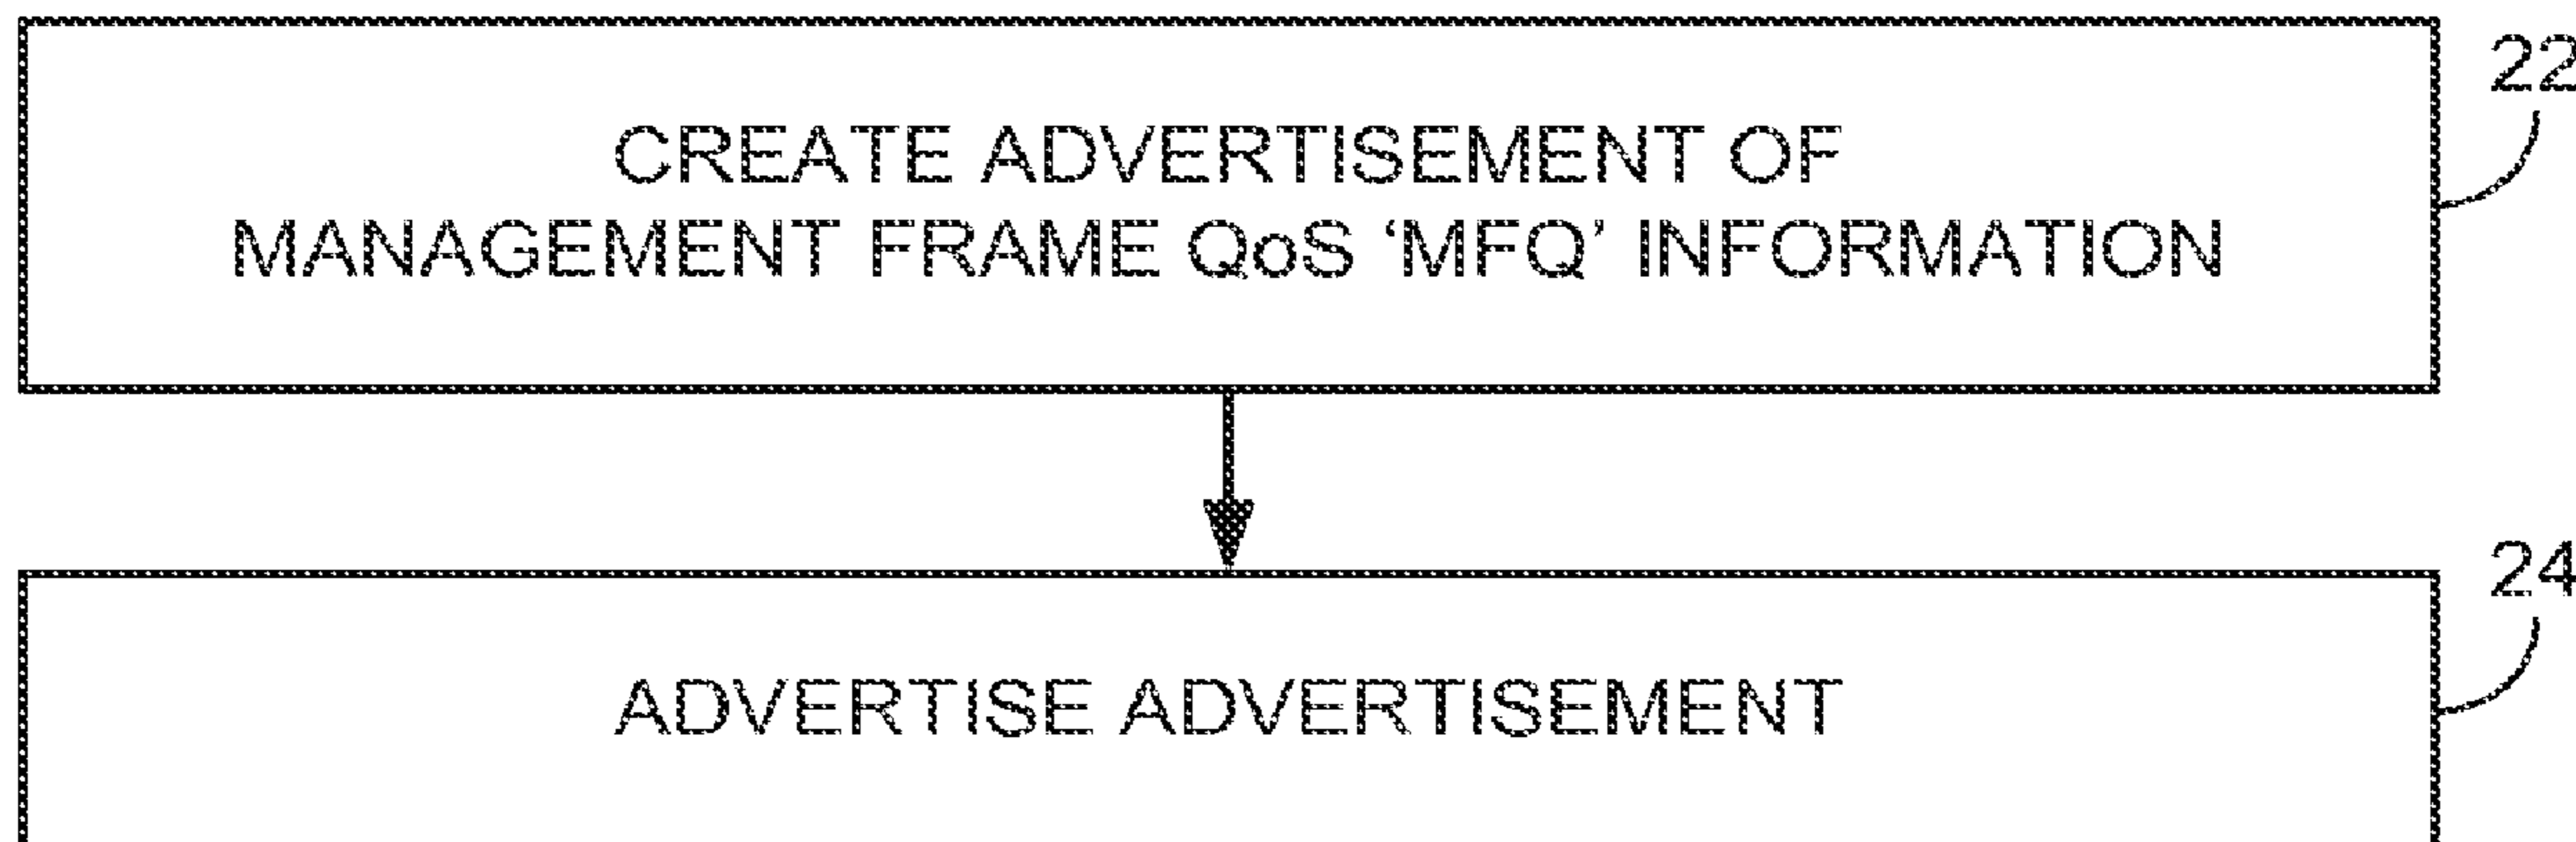 22
CREATE ADVERTISEMENT OF
MANAGEMENT FRAME QoS ‘MFQ’ INFORMATION
24
ADVERTISE ADVERTISEMENT